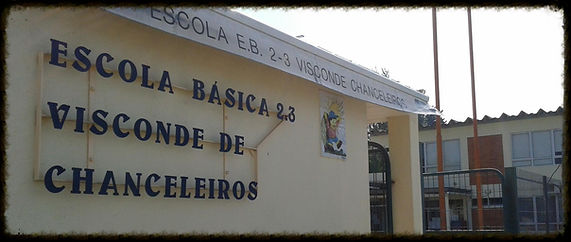 ESCOLA E.B. 2-3 VISCONDE CHANCELEIROS
ESCOLA BÁSICA 2.3
VISCONDE DE
CHANCELEIROS